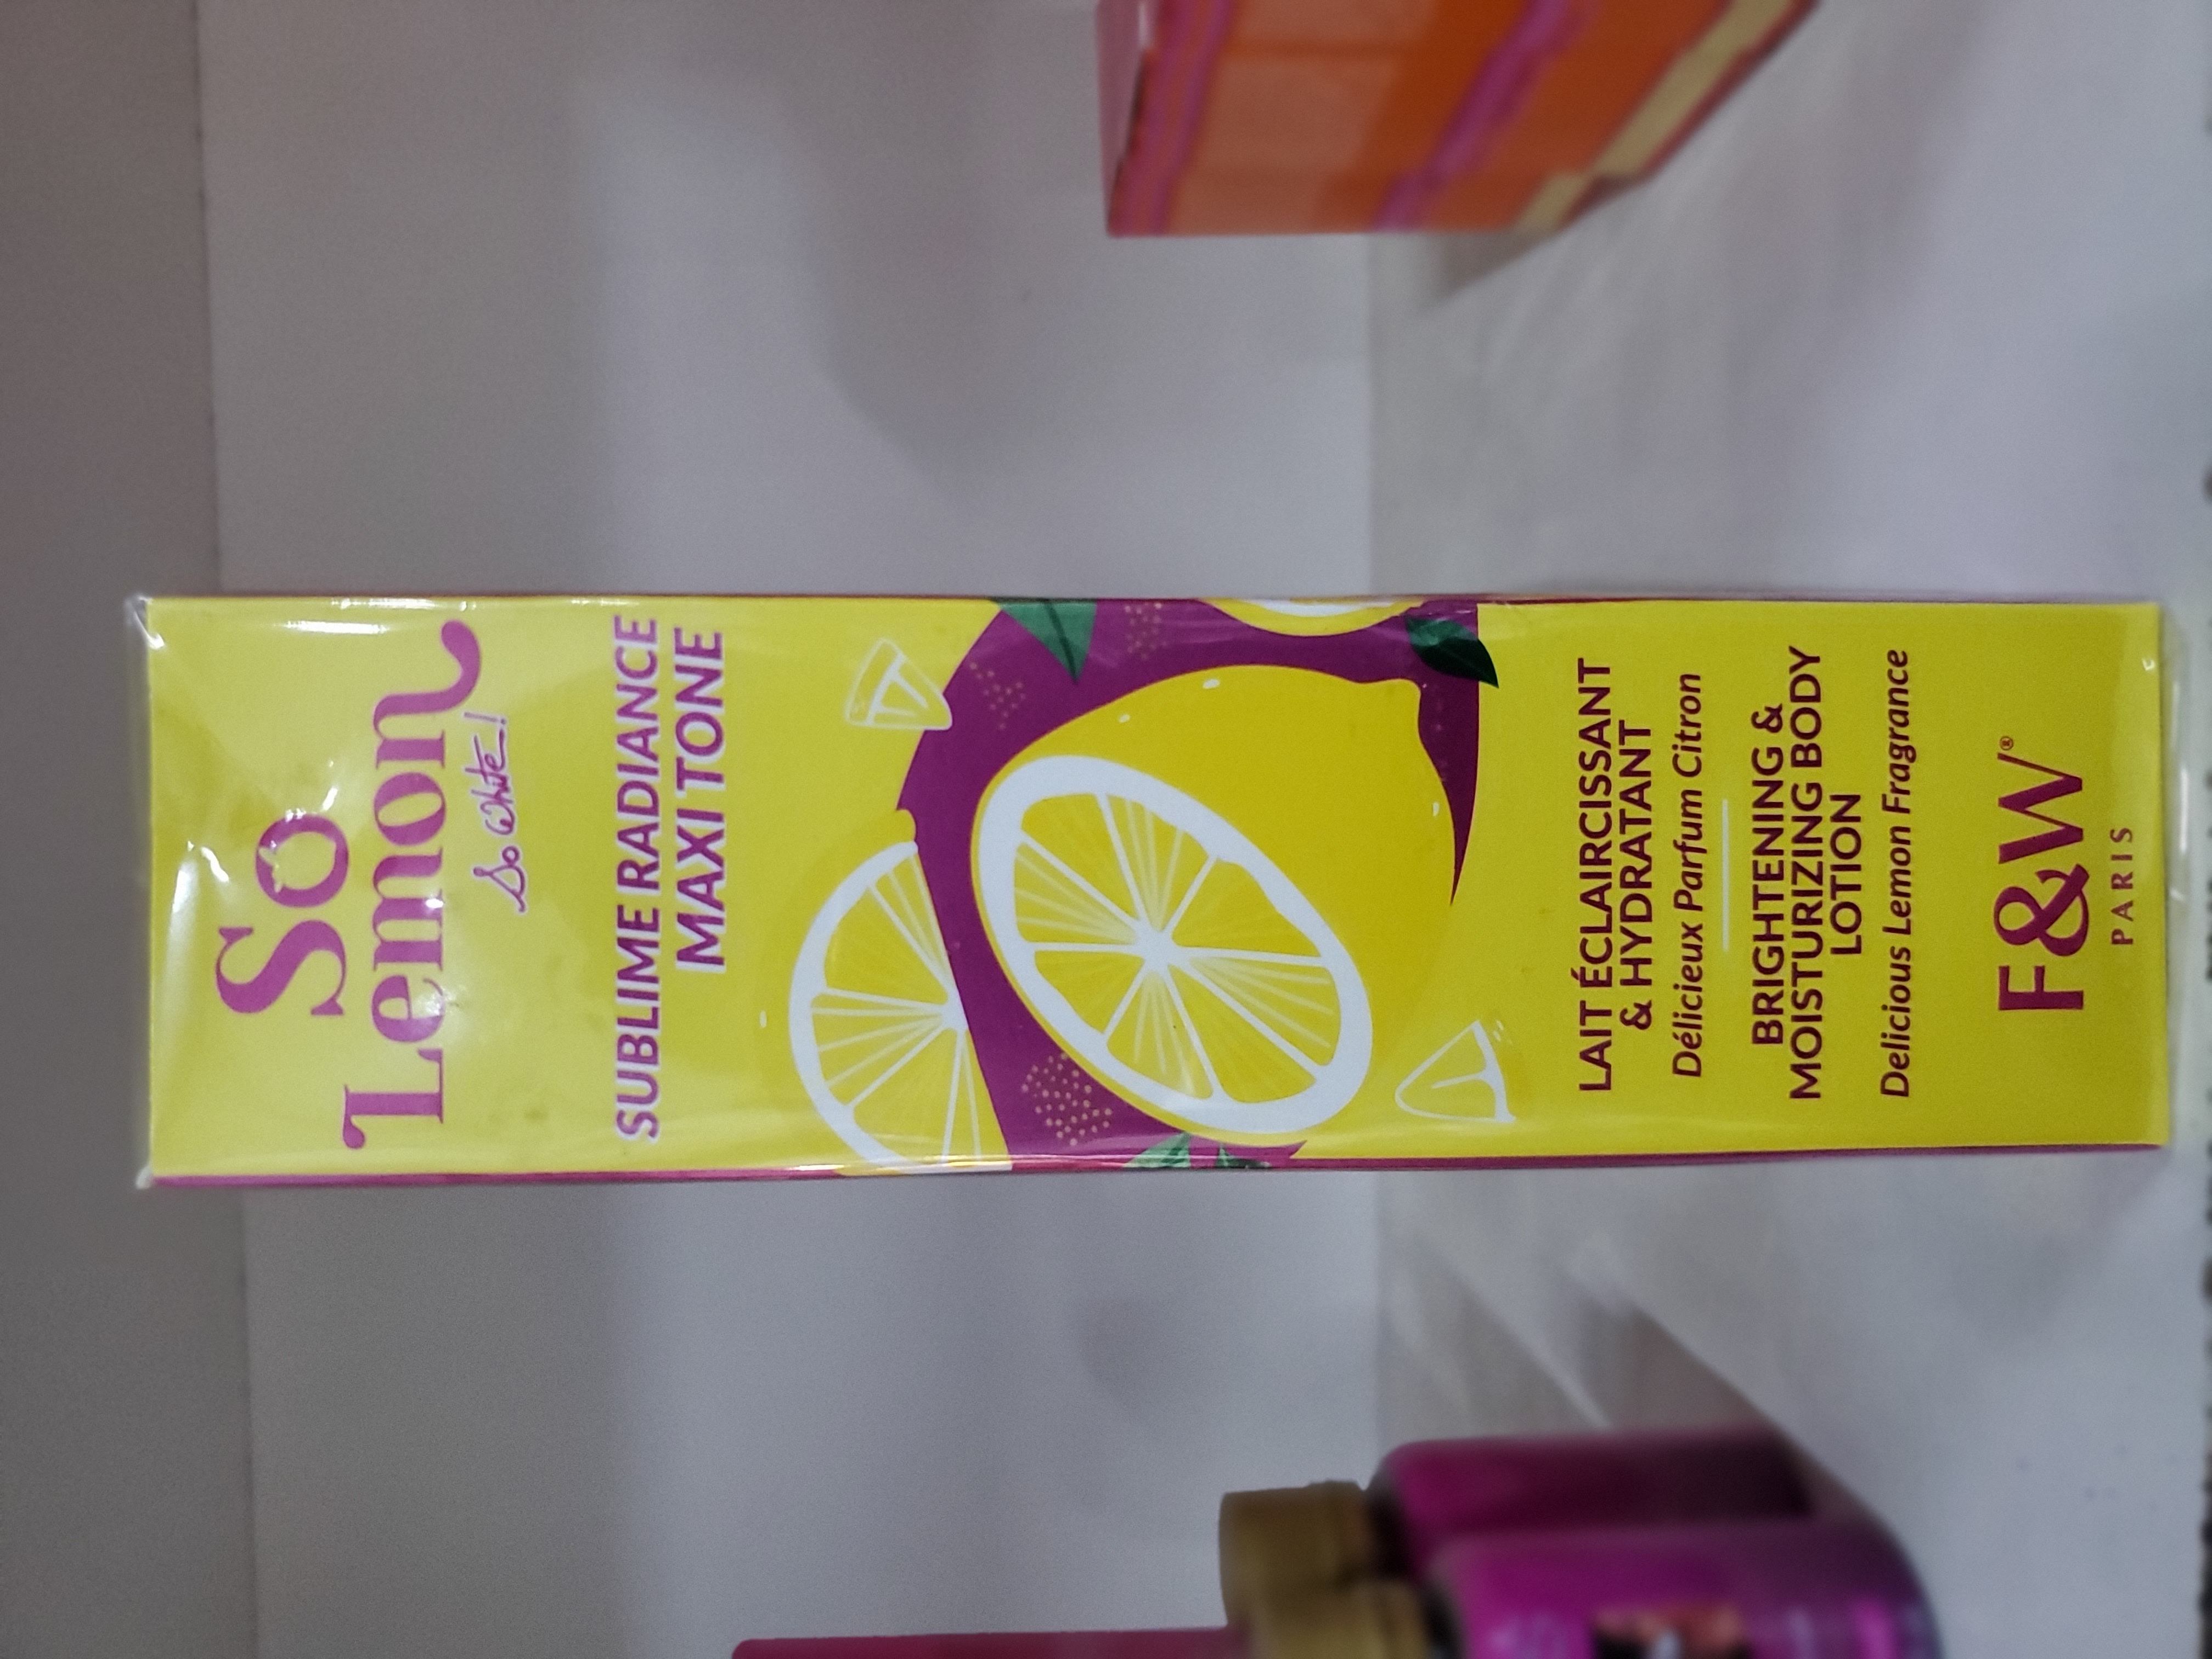 So
Lemon
So White!
SUBLIME RADIANCE
MAXI TONE
LAIT ÉCLAIRCISSANT
& HYDRATANT
Délicieux Parfum Citron
BRIGHTENING &
MOISTURIZING BODY
LOTION
Delicious Lemon Fragrance
F&W®
PARIS